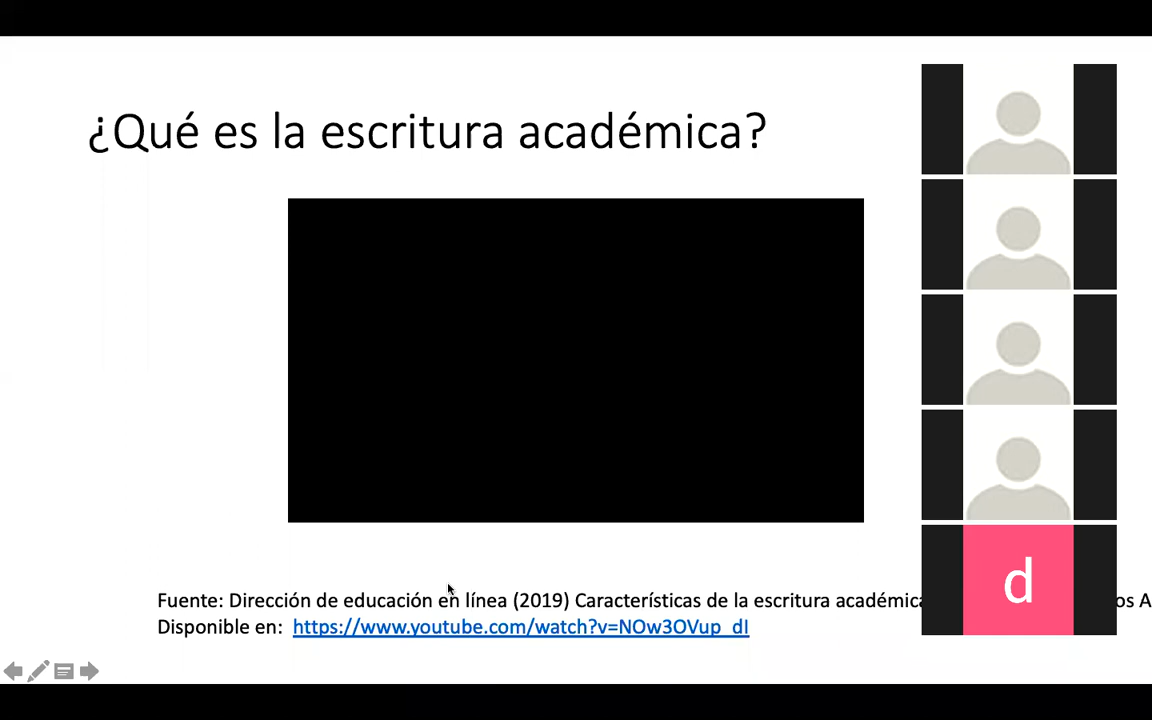 ¿Qué es la escritura académica?
d
Fuente: Dirección de educación en línea (2019) Características de la escritura académica os A
Disponible en: https://www.youtube.com/watch?v=NOw3OVup_dI